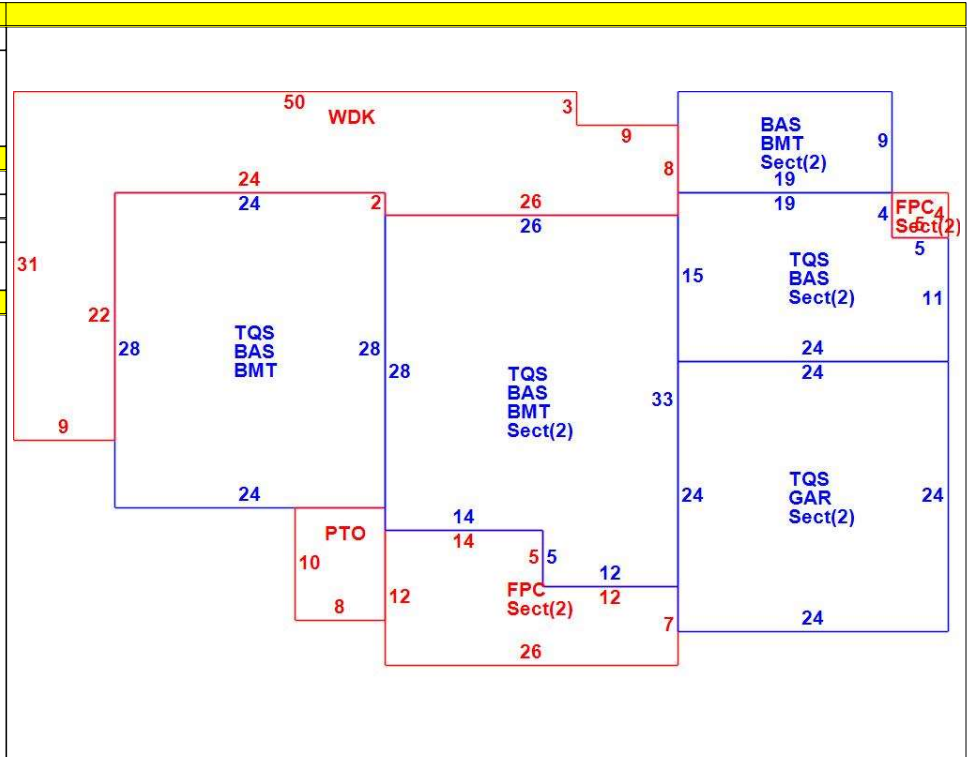 50
WDK
3
9
8
BAS
BMT
Sect(2)
9
19
19
24
24
2
26
26
4
FPC
4
Sect(2)
5
5
31
22
28
TQS
BAS
BMT
28
28
15
TQS
BAS
Sect(2)
11
24
24
TQS
BAS
BMT
Sect(2)
33
9
24
PTO
10
8
14
14
5
5
12
12
12
FPC
Sect(2)
7
26
24
TQS
GAR
Sect(2)
24
24